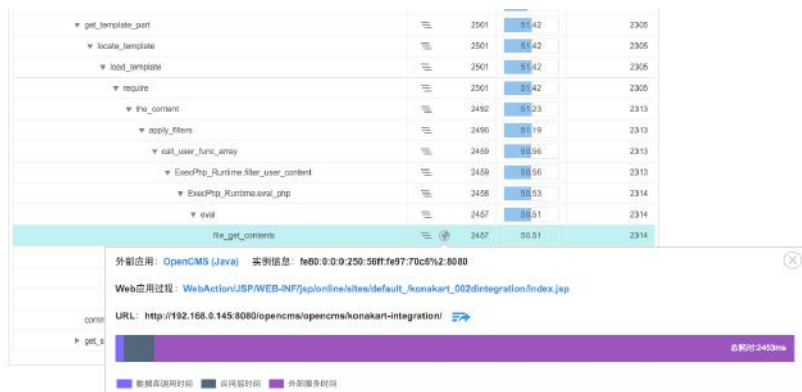 get_template_part 2501 51.42 2305
locate_template 2501 51.42 2305
load_template 2501 51.42 2305
require 2501 51.42 2305
the_content 2492 51.23 2313
apply_filters 2490 51.19 2313
call_user_func_array 2459 50.56 2313
ExecPhp_Runtime.filter_user_content 2459 50.56 2313
ExecPhp_Runtime.eval_php 2458 50.53 2314
eval 2457 50.51 2314
file_get_contents 2457 50.51 2314
外部应用: OpenCMS (Java) 实例信息: fe80:0:0:0:250:56ff:fe97:70c6%2:8080
Web应用过程: WebAction/JSP/WEB-INF/jsp/online/sites/default_/konakart_002dintegration/index.jsp
URL: http://192.168.0.145:8080/opencms/opencms/konakart-integration/
comm
get_s
总耗时:2453ms
数据库调用时间 应用层时间 外部服务时间